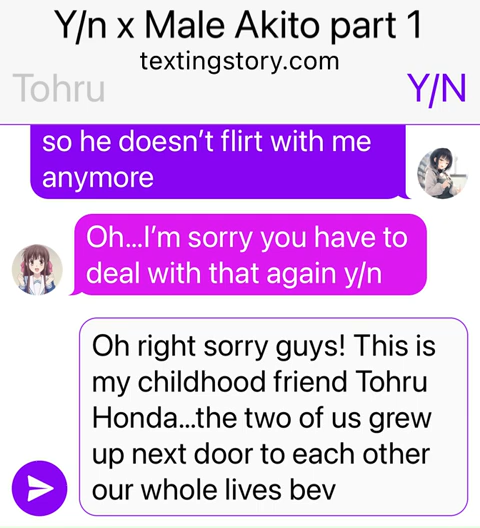 Y/n x Male Akito part 1
textingstory.com
Tohru
Y/N
so he doesn't flirt with me
anymore
Oh...I'm sorry you have to
deal with that again y/n
Oh right sorry guys! This is
my childhood friend Tohru
Honda...the two of us grew
up next door to each other
our whole lives bev